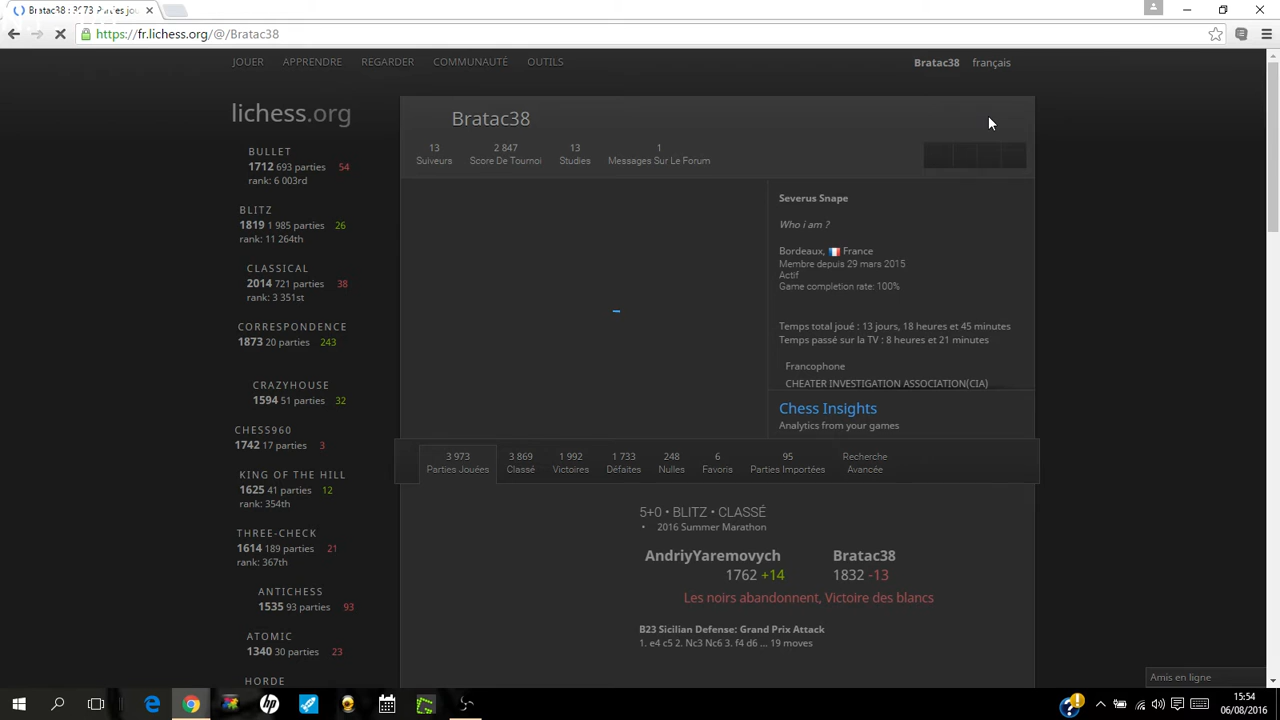 Bratac38 : 3973 Parties jou
https://fr.lichess.org/@/Bratac38
JOUER APPRENDRE REGARDER COMMUNAUTÉ OUTILS Bratac38 français
lichess.org
BULLET
1712 693 parties 54
rank: 6 003rd
BLITZ
1819 1 985 parties 26
rank: 11 264th
CLASSICAL
2014 721 parties 38
rank: 3 351st
CORRESPONDENCE
1873 20 parties 243
CRAZYHOUSE
1594 51 parties 32
CHESS960
1742 17 parties 3
KING OF THE HILL
1625 41 parties 12
rank: 354th
THREE-CHECK
1614 189 parties 21
rank: 367th
ANTICHESS
1535 93 parties 93
ATOMIC
1340 30 parties 23
HORDE
Bratac38
13 2 847 13 1
Suiveurs Score De Tournoi Studies Messages Sur Le Forum
Severus Snape
Who i am ?
Bordeaux, France
Membre depuis 29 mars 2015
Actif
Game completion rate: 100%
Temps total joué : 13 jours, 18 heures et 45 minutes
Temps passé sur la TV : 8 heures et 21 minutes
Francophone
CHEATER INVESTIGATION ASSOCIATION(CIA)
Chess Insights
Analytics from your games
3 973 3 869 1 992 1 733 248 6 95 Recherche
Parties Jouées Classé Victoires Défaites Nulles Favoris Parties Importées Avancée
5+0 • BLITZ • CLASSÉ
• 2016 Summer Marathon
AndriyYaremovych Bratac38
1762 +14 1832 -13
Les noirs abandonnent, Victoire des blancs
B23 Sicilian Defense: Grand Prix Attack
1. e4 c5 2. Nc3 Nc6 3. f4 d6 ... 19 moves
Amis en ligne
15:54
06/08/2016